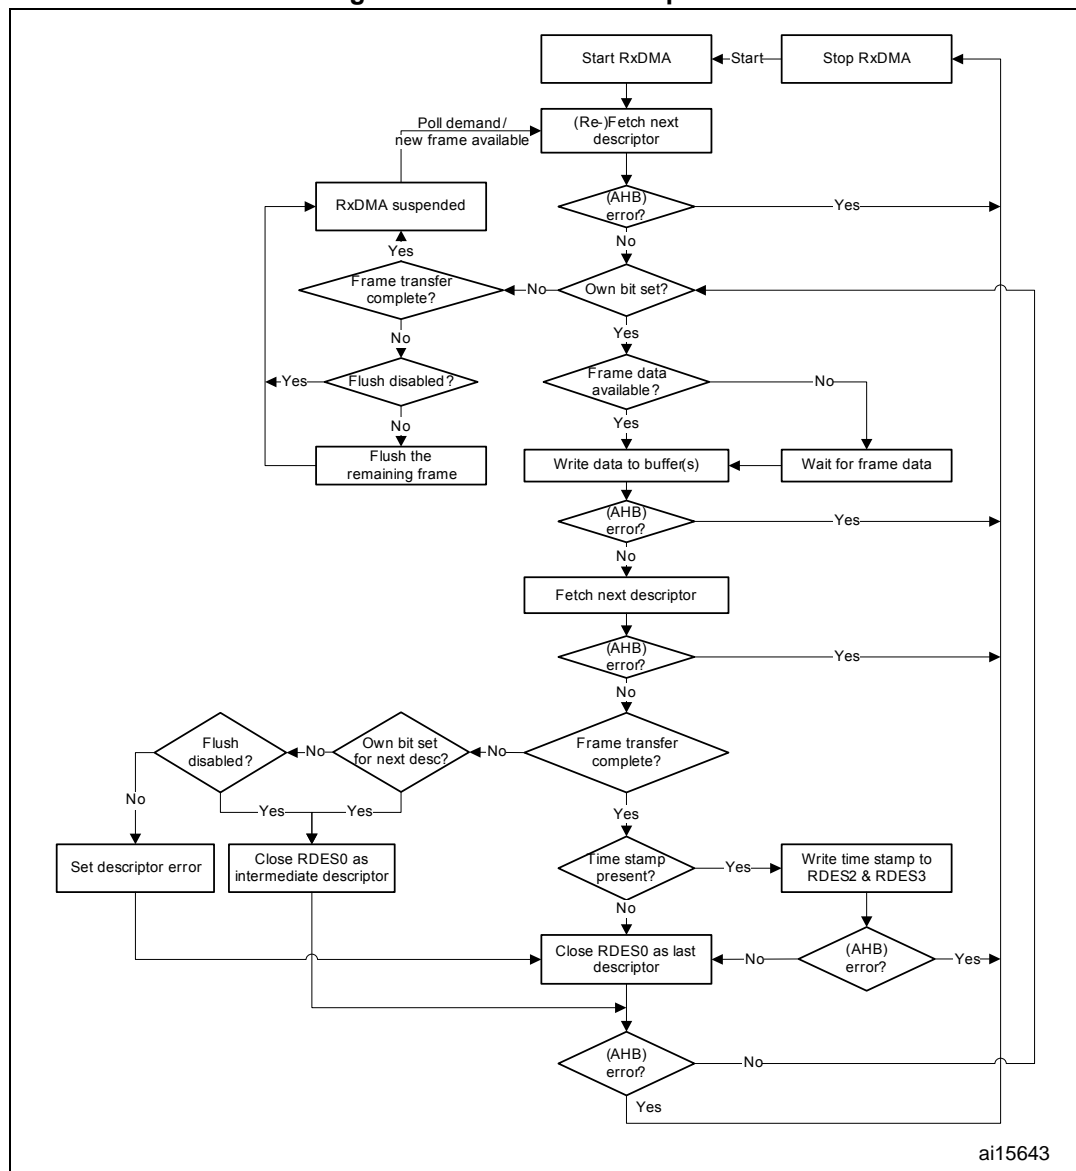 Start RxDMA
Start
Stop RxDMA
Poll demand/
new frame available
(Re-)Fetch next
descriptor
RxDMA suspended
(AHB)
error?
Yes
No
Yes
Frame transfer
complete?
No
Own bit set?
No
Yes
Yes
Flush disabled?
Frame data
available?
No
No
Yes
Flush the
remaining frame
Write data to buffer(s)
Wait for frame data
(AHB)
error?
Yes
No
Fetch next descriptor
(AHB)
error?
Yes
No
Flush
disabled?
No
Own bit set
for next desc?
No
Frame transfer
complete?
No
Yes
Yes
Yes
Set descriptor error
Close RDES0 as
intermediate descriptor
Time stamp
present?
Yes
Write time stamp to
RDES2 & RDES3
No
Close RDES0 as last
descriptor
No
(AHB)
error?
Yes
(AHB)
error?
No
Yes
ai15643